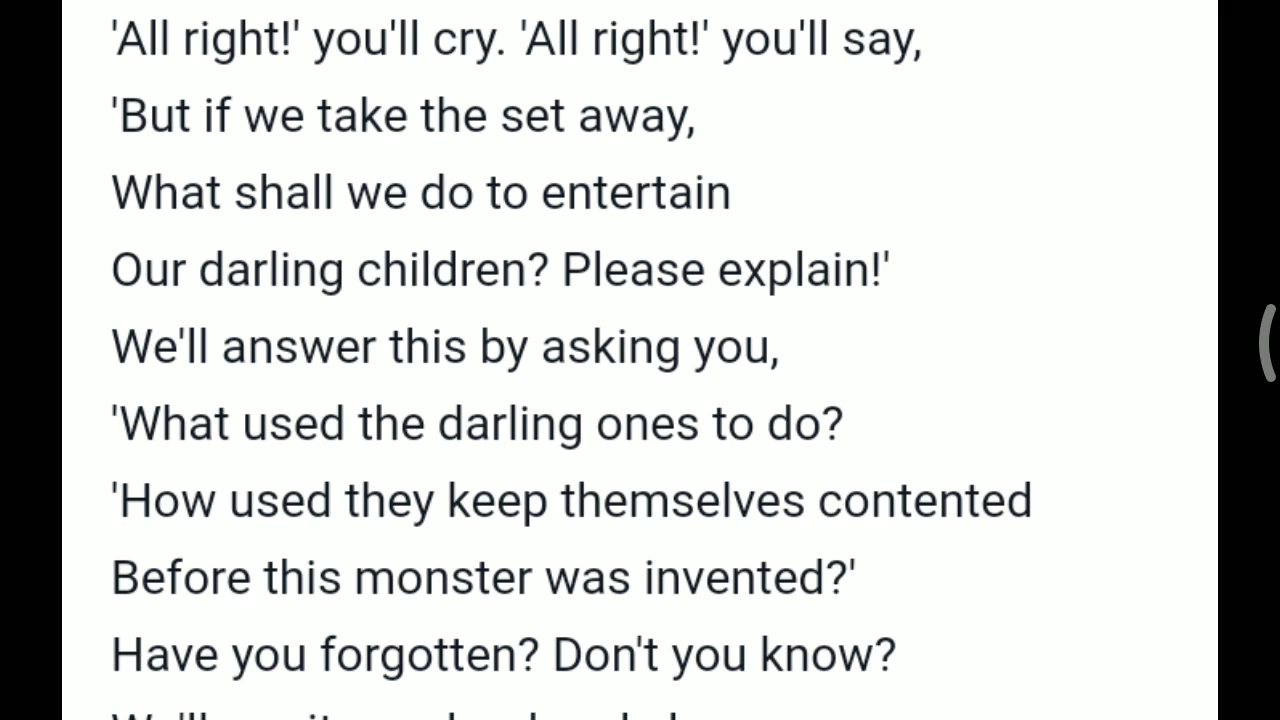 'All right!' you'll cry. 'All right!' you'll say,
'But if we take the set away,
What shall we do to entertain
Our darling children? Please explain!'
We'll answer this by asking you,
'What used the darling ones to do?
'How used they keep themselves contented
Before this monster was invented?'
Have you forgotten? Don't you know?
We'll